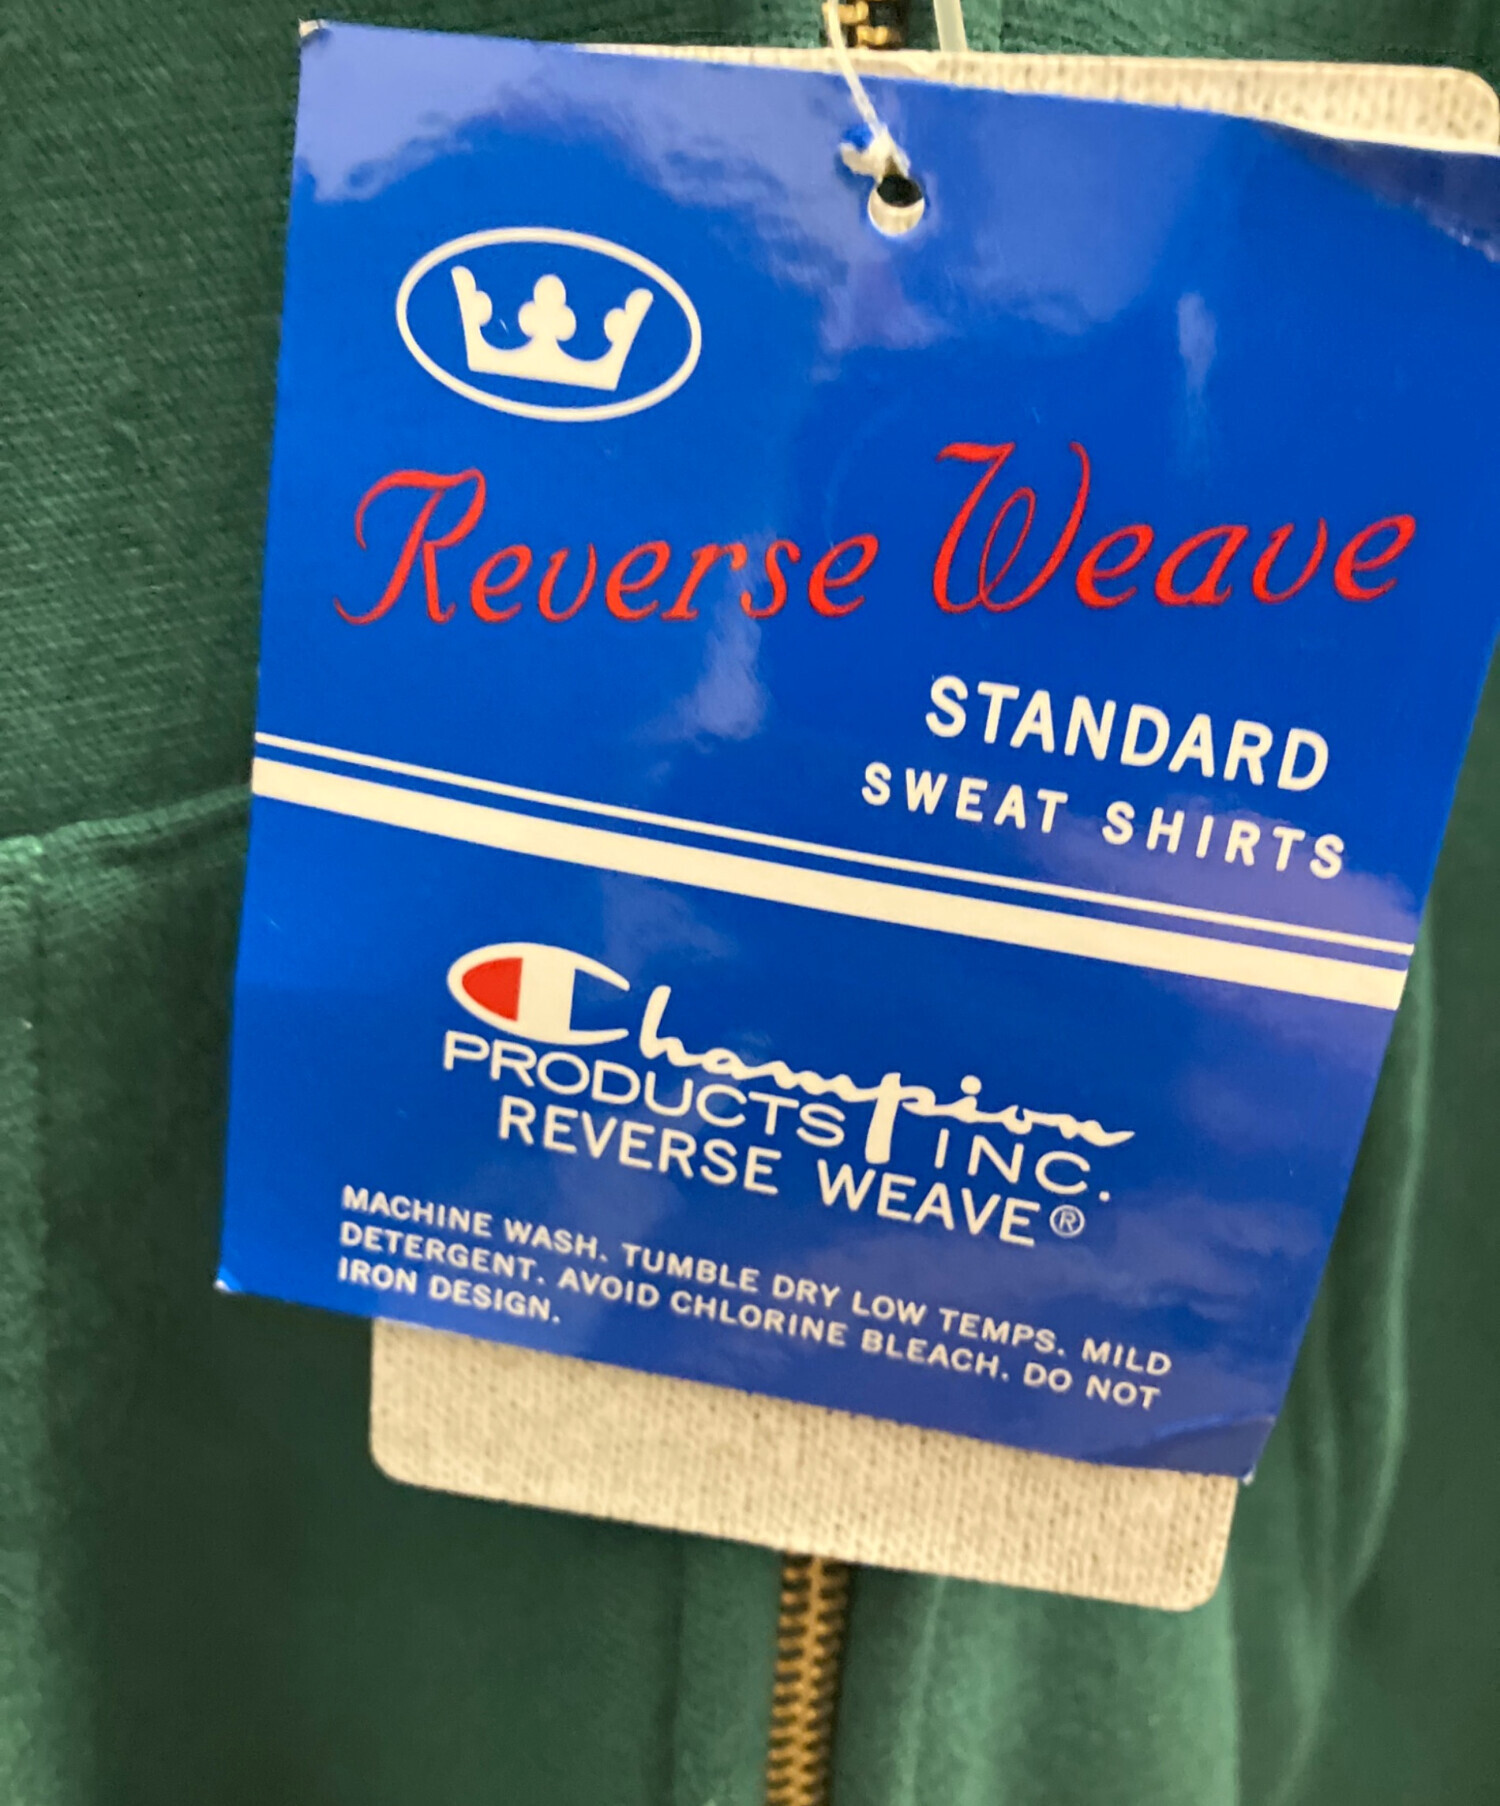 Reverse Weave
STANDARD
SWEAT SHIRTS
Champion
PRODUCTS INC.
REVERSE WEAVE®
MACHINE WASH. TUMBLE DRY LOW TEMPS. MILD
DETERGENT. AVOID CHLORINE BLEACH. DO NOT
IRON DESIGN.